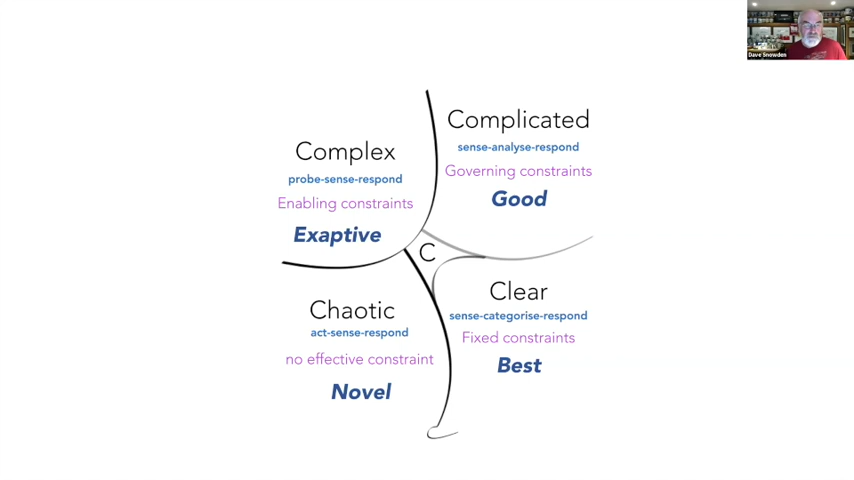 Dave Snowden
Complex
probe-sense-respond
Enabling constraints
Exaptive
Complicated
sense-analyse-respond
Governing constraints
Good
C
Chaotic
act-sense-respond
no effective constraint
Novel
Clear
sense-categorise-respond
Fixed constraints
Best